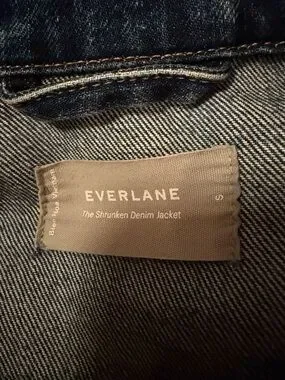 EVERLANE
The Shrunken Denim Jacket
S